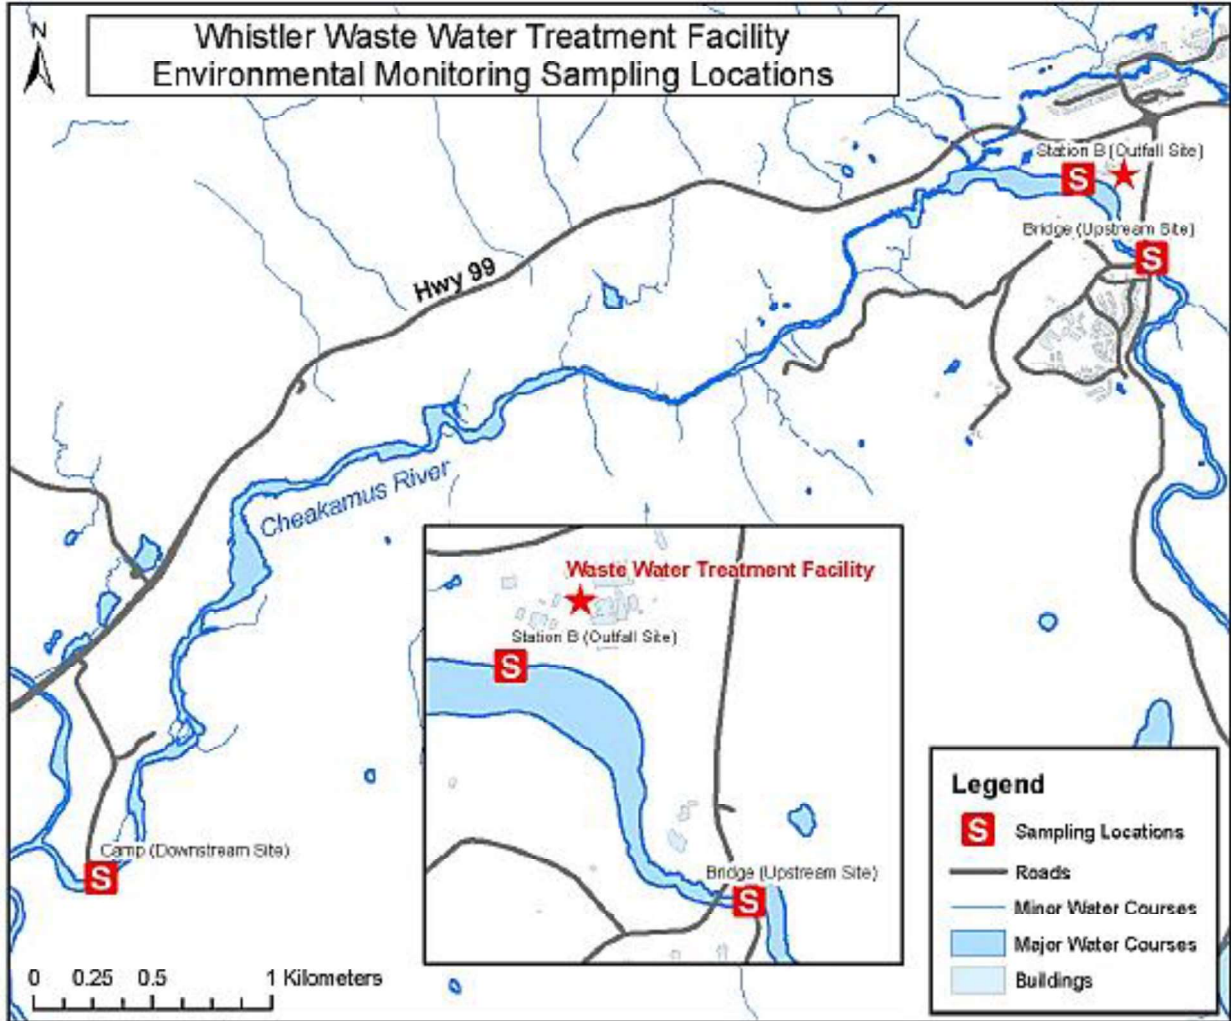 N
Whistler Waste Water Treatment Facility
Environmental Monitoring Sampling Locations
Station B (Outfall Site)
S
Bridge (Upstream Site)
S
Hwy 99
Cheakamus River
Waste Water Treatment Facility
Station B (Outfall Site)
S
Bridge (Upstream Site)
S
Camp (Downstream Site)
S
0 0.25 0.5 1 Kilometers
Legend
S Sampling Locations
Roads
Minor Water Courses
Major Water Courses
Buildings